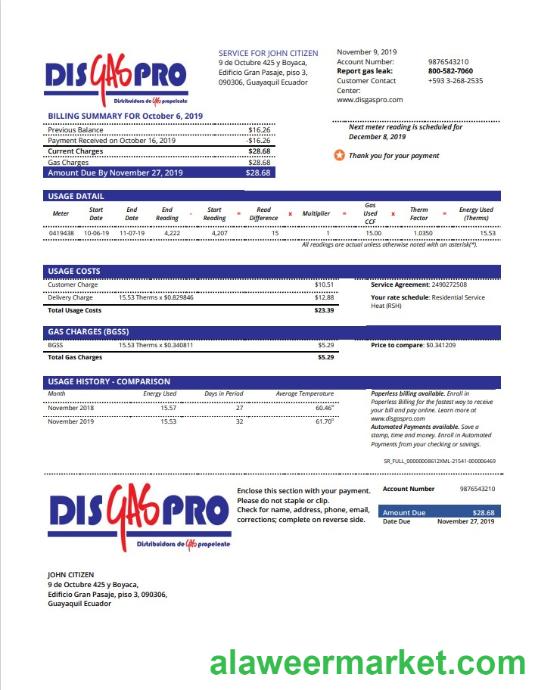 DISGASPRO
Distribuidora de Gas propeleate
SERVICE FOR JOHN CITIZEN
9 de Octubre 425 y Boyaca,
Edificio Gran Pasaje, piso 3,
090306, Guayaquil Ecuador
November 9, 2019
Account Number: 9876543210
Report gas leak: 800-582-7060
Customer Contact Center: +593 3-268-2535
www.disgaspro.com
BILLING SUMMARY FOR October 6, 2019
Previous Balance $16.26
Payment Received on October 16, 2019 -$16.26
Current Charges $28.68
Gas Charges $28.68
Amount Due By November 27, 2019 $28.68
Next meter reading is scheduled for
December 8, 2019
Thank you for your payment
USAGE DATAIL
Meter Start Date End Date End Reading - Start Reading = Read Difference x Multiplier = Gas Used CCF x Therm Factor = Energy Used (Therms)
0419438 10-06-19 11-07-19 4,222 4,207 15 1 15.00 1.0350 15.53
All readings are actual unless otherwise noted with an asterisk(*).
USAGE COSTS
Customer Charge $10.51
Delivery Charge 15.53 Therms x $0.829846 $12.88
Total Usage Costs $23.39
Service Agreement: 2490272508
Your rate schedule: Residential Service
Heat (RSH)
GAS CHARGES (BGSS)
BGSS 15.53 Therms x $0.340811 $5.29
Total Gas Charges $5.29
Price to compare: $0.341209
USAGE HISTORY - COMPARISON
Month Energy Used Days in Period Average Temperature
November 2018 15.57 27 60.46°
November 2019 15.53 32 61.70°
Paperless billing available. Enroll in
Paperless Billing for the fastest way to receive
your bill and pay online. Learn more at
www.disgaspro.com
Automated Payments available. Save a
stamp, time and money. Enroll in Automated
Payments from your checking or savings.
SR_FULL_00000008612XML-21541-000006469
DISGASPRO
Distribuidora de Gas propeleate
Enclose this section with your payment.
Please do not staple or clip.
Check for name, address, phone, email,
corrections; complete on reverse side.
Account Number 9876543210
Amount Due $28.68
Date Due November 27, 2019
JOHN CITIZEN
9 de Octubre 425 y Boyaca,
Edificio Gran Pasaje, piso 3, 090306,
Guayaquil Ecuador
alaweermarket.com